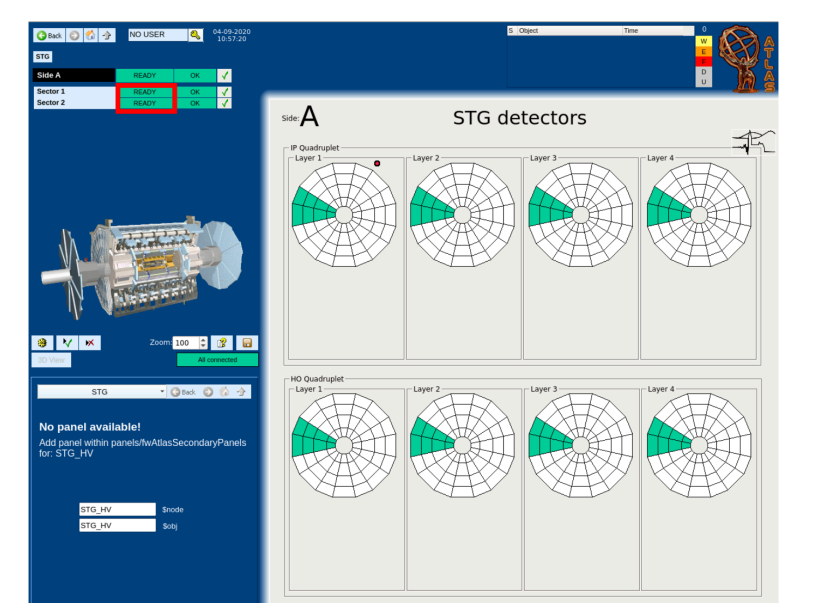 Back
NO USER
04-09-2020
10:57:20
S Object Time 0
W
E
F
D
U
ATLAS
STG
Side A READY OK
Sector 1 READY OK
Sector 2 READY OK
Side: A STG detectors
IP Quadruplet
Layer 1 Layer 2 Layer 3 Layer 4
Zoom: 100
3D View All connected
STG Back
HO Quadruplet
Layer 1 Layer 2 Layer 3 Layer 4
No panel available!
Add panel within panels/fwAtlasSecondaryPanels
for: STG_HV
STG_HV $node
STG_HV $obj